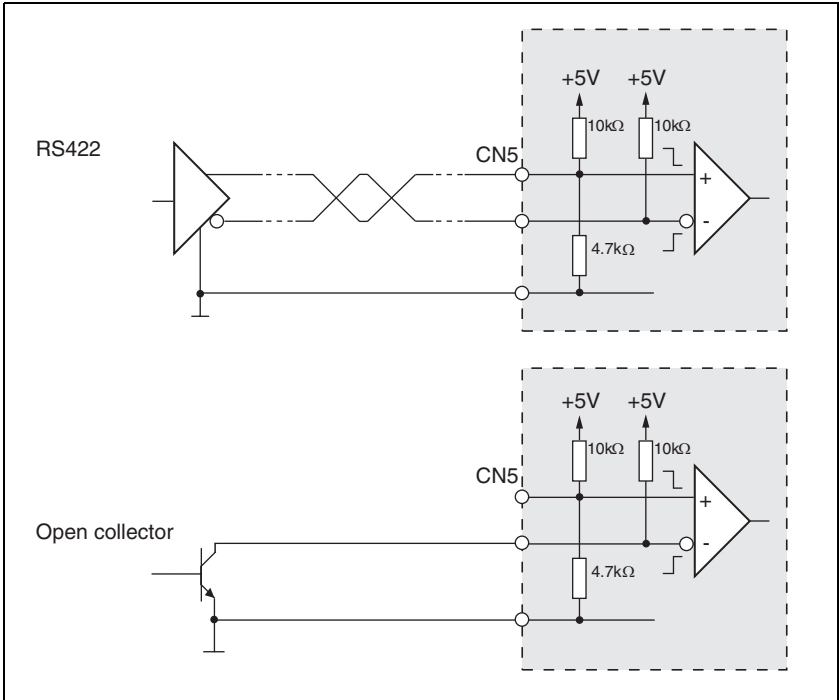 +5V +5V
10kΩ 10kΩ
RS422
CN5
+
-
4.7kΩ
+5V +5V
10kΩ 10kΩ
CN5
+
Open collector
-
4.7kΩ